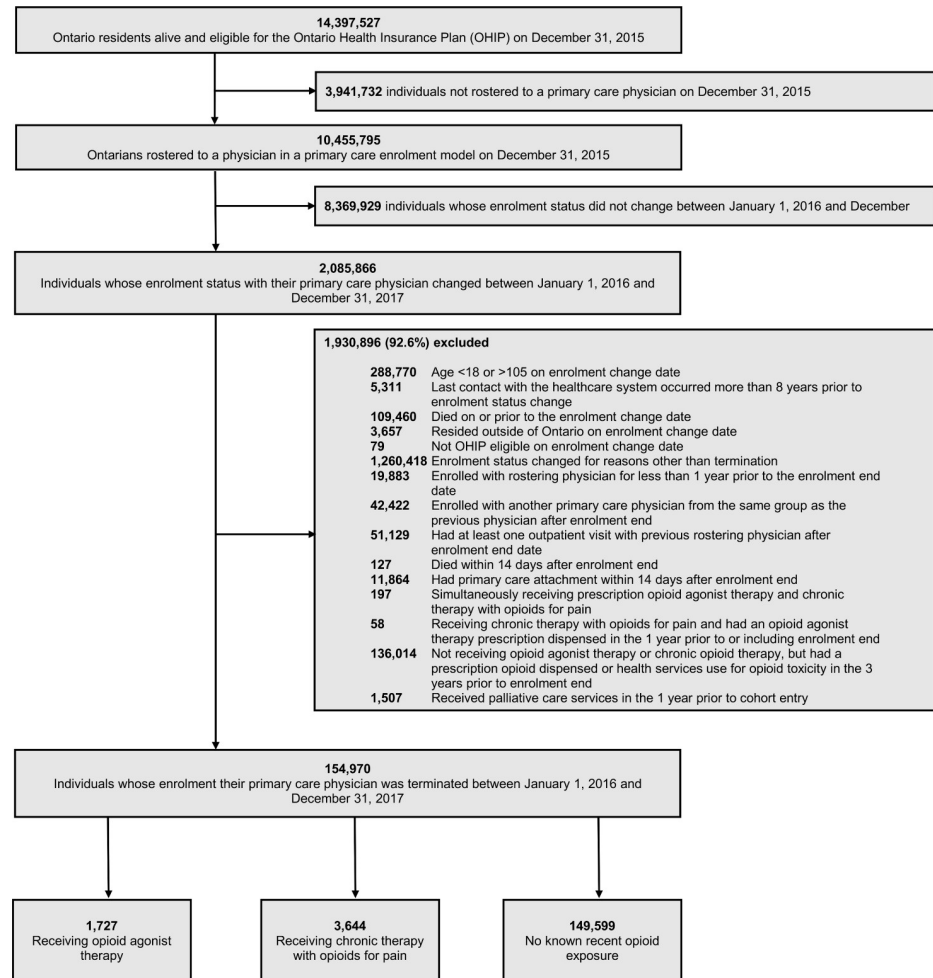 14,397,527
Ontario residents alive and eligible for the Ontario Health Insurance Plan (OHIP) on December 31, 2015
3,941,732 individuals not rostered to a primary care physician on December 31, 2015
10,455,795
Ontarians rostered to a physician in a primary care enrolment model on December 31, 2015
8,369,929 individuals whose enrolment status did not change between January 1, 2016 and December
2,085,866
Individuals whose enrolment status with their primary care physician changed between January 1, 2016 and
December 31, 2017
1,930,896 (92.6%) excluded
288,770 Age <18 or >105 on enrolment change date
5,311 Last contact with the healthcare system occurred more than 8 years prior to
enrolment status change
109,460 Died on or prior to the enrolment change date
3,657 Resided outside of Ontario on enrolment change date
79 Not OHIP eligible on enrolment change date
1,260,418 Enrolment status changed for reasons other than termination
19,883 Enrolled with rostering physician for less than 1 year prior to the enrolment end
date
42,422 Enrolled with another primary care physician from the same group as the
previous physician after enrolment end
51,129 Had at least one outpatient visit with previous rostering physician after
enrolment end date
127 Died within 14 days after enrolment end
11,864 Had primary care attachment within 14 days after enrolment end
197 Simultaneously receiving prescription opioid agonist therapy and chronic
therapy with opioids for pain
58 Receiving chronic therapy with opioids for pain and had an opioid agonist
therapy prescription dispensed in the 1 year prior to or including enrolment end
136,014 Not receiving opioid agonist therapy or chronic opioid therapy, but had a
prescription opioid dispensed or health services use for opioid toxicity in the 3
years prior to enrolment end
1,507 Received palliative care services in the 1 year prior to cohort entry
154,970
Individuals whose enrolment their primary care physician was terminated between January 1, 2016 and
December 31, 2017
1,727
Receiving opioid agonist
therapy
3,644
Receiving chronic therapy
with opioids for pain
149,599
No known recent opioid
exposure